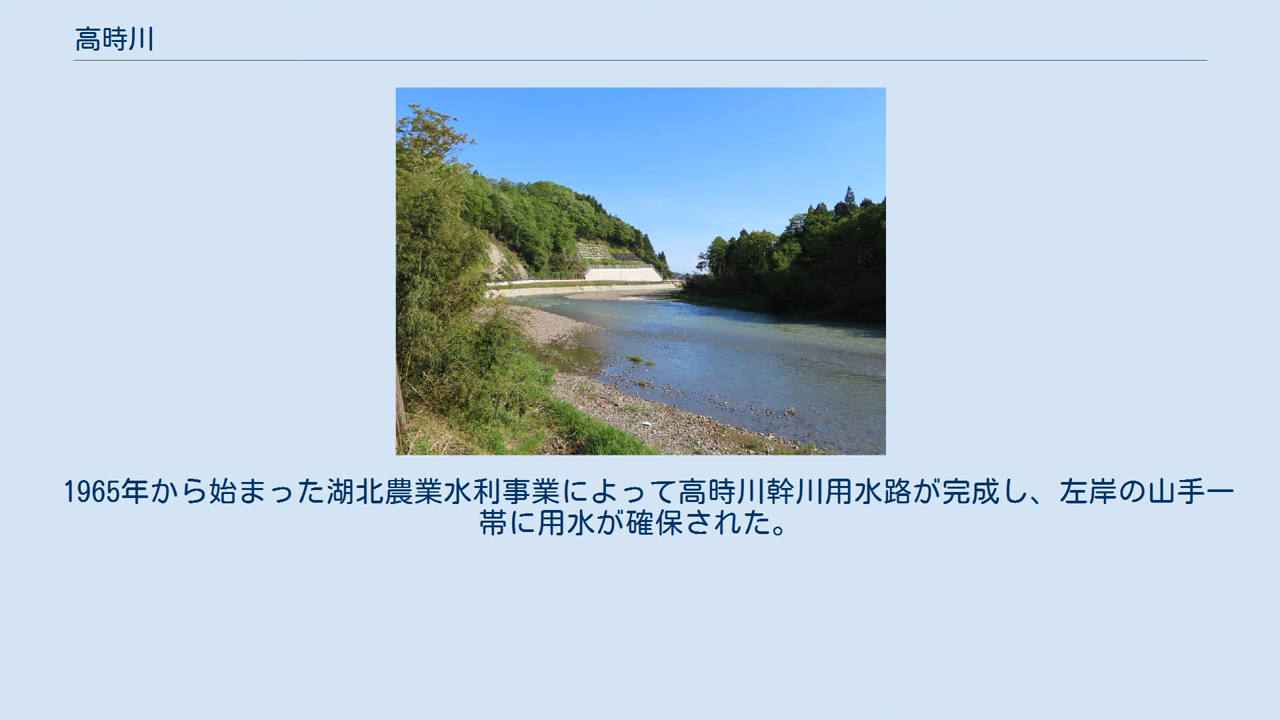 高時川
1965年から始まった湖北農業水利事業によって高時川幹川用水路が完成し、左岸の山手一
帯に用水が確保された。